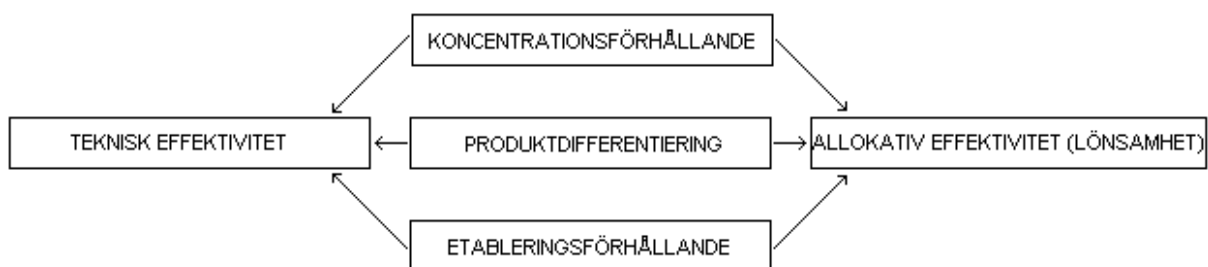 KONCENTRATIONSFÖRHÅLLANDE
TEKNISK EFFEKTIVITET
PRODUKTDIFFERENTIERING
ALLOKATIV EFFEKTIVITET (LÖNSAMHET)
ETABLERINGSFÖRHÅLLANDE